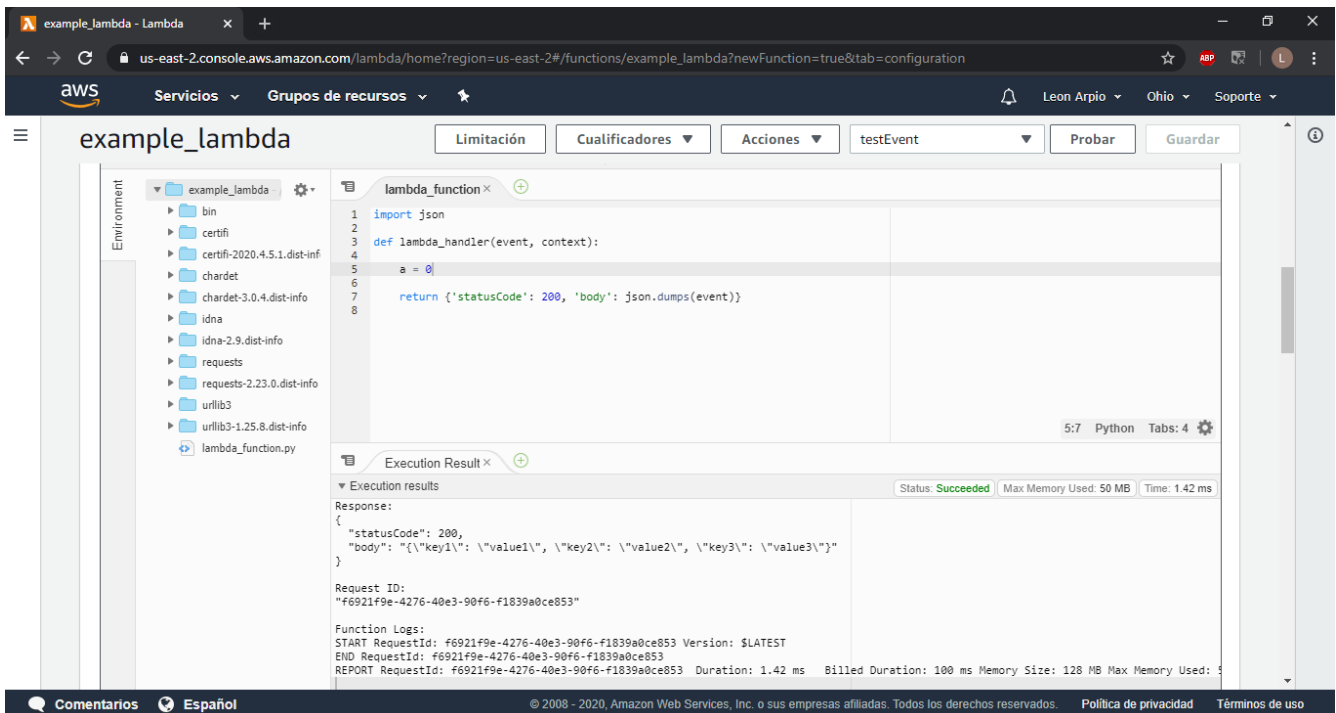 example_lambda - Lambda
us-east-2.console.aws.amazon.com/lambda/home?region=us-east-2#/functions/example_lambda?newFunction=true&tab=configuration
ABP
L
aws Servicios Grupos de recursos Leon Arpio Ohio Soporte
example_lambda Limitación Cualificadores Acciones testEvent Probar Guardar
Environment
example_lambda -
bin
certifi
certifi-2020.4.5.1.dist-inf
chardet
chardet-3.0.4.dist-info
idna
idna-2.9.dist-info
requests
requests-2.23.0.dist-info
urllib3
urllib3-1.25.8.dist-info
lambda_function.py
lambda_function
1 import json
2
3 def lambda_handler(event, context):
4
5     a = 0
6
7     return {'statusCode': 200, 'body': json.dumps(event)}
8
5:7 Python Tabs: 4
Execution Result
Execution results Status: Succeeded Max Memory Used: 50 MB Time: 1.42 ms
Response:
{
  "statusCode": 200,
  "body": "{\"key1\": \"value1\", \"key2\": \"value2\", \"key3\": \"value3\"}"
}
Request ID:
"f6921f9e-4276-40e3-90f6-f1839a0ce853"
Function Logs:
START RequestId: f6921f9e-4276-40e3-90f6-f1839a0ce853 Version: $LATEST
END RequestId: f6921f9e-4276-40e3-90f6-f1839a0ce853
REPORT RequestId: f6921f9e-4276-40e3-90f6-f1839a0ce853 Duration: 1.42 ms Billed Duration: 100 ms Memory Size: 128 MB Max Memory Used:
Comentarios Español © 2008 - 2020, Amazon Web Services, Inc. o sus empresas afiliadas. Todos los derechos reservados. Política de privacidad Términos de uso